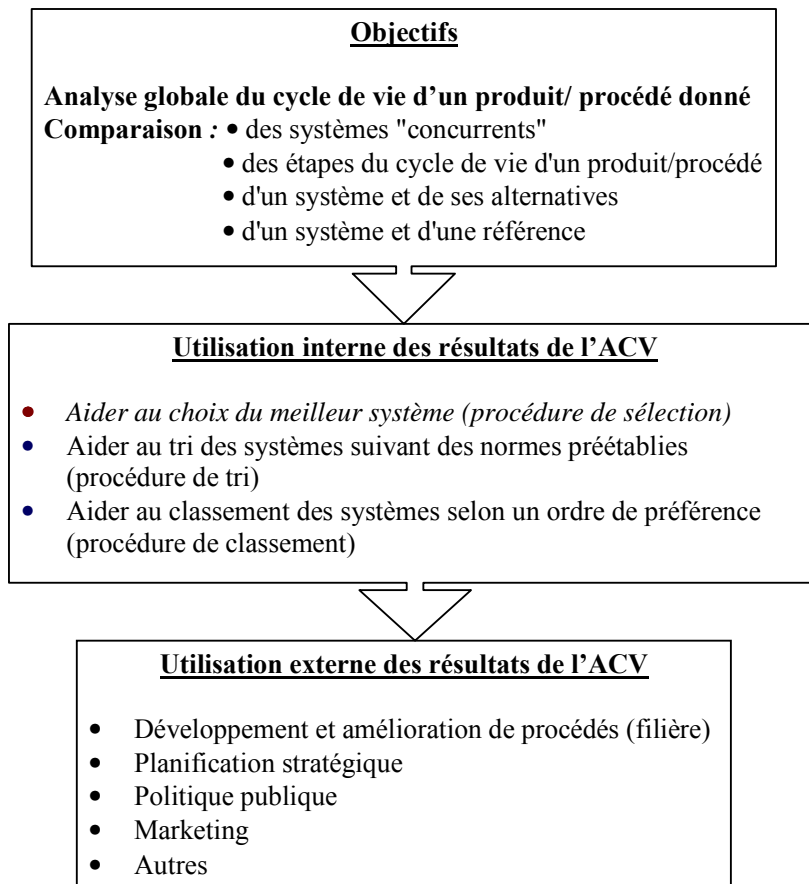 Objectifs
Analyse globale du cycle de vie d’un produit/ procédé donné
Comparaison : • des systèmes "concurrents"
• des étapes du cycle de vie d'un produit/procédé
• d'un système et de ses alternatives
• d'un système et d'une référence
Utilisation interne des résultats de l’ACV
• Aider au choix du meilleur système (procédure de sélection)
• Aider au tri des systèmes suivant des normes préétablies
(procédure de tri)
• Aider au classement des systèmes selon un ordre de préférence
(procédure de classement)
Utilisation externe des résultats de l’ACV
• Développement et amélioration de procédés (filière)
• Planification stratégique
• Politique publique
• Marketing
• Autres